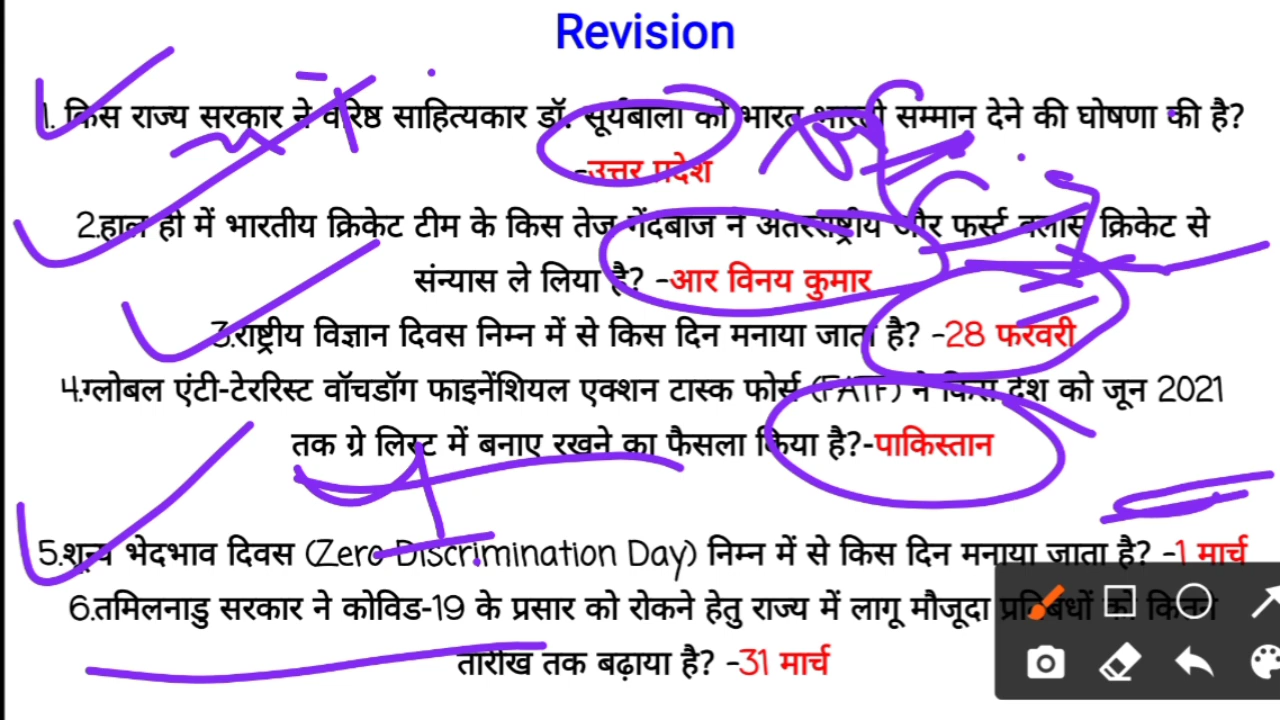 Revision
1. किस राज्य सरकार ने वरिष्ठ साहित्यकार डॉ. सूर्यबाला को भारत भारती सम्मान देने की घोषणा की है?
-उत्तर प्रदेश
2.हाल ही में भारतीय क्रिकेट टीम के किस तेज गेंदबाज ने अंतरराष्ट्रीय और फर्स्ट क्लास क्रिकेट से
संन्यास ले लिया है? -आर विनय कुमार
3.राष्ट्रीय विज्ञान दिवस निम्न में से किस दिन मनाया जाता है? -28 फरवरी
4.ग्लोबल एंटी-टेररिस्ट वॉचडॉग फाइनेंशियल एक्शन टास्क फोर्स (FATF) ने किस देश को जून 2021
तक ग्रे लिस्ट में बनाए रखने का फैसला किया है?-पाकिस्तान
5.शून्य भेदभाव दिवस (Zero Discrimination Day) निम्न में से किस दिन मनाया जाता है? -1 मार्च
6.तमिलनाडु सरकार ने कोविड-19 के प्रसार को रोकने हेतु राज्य में लागू मौजूदा प्रतिबंधों को कितने
तारीख तक बढ़ाया है? -31 मार्च